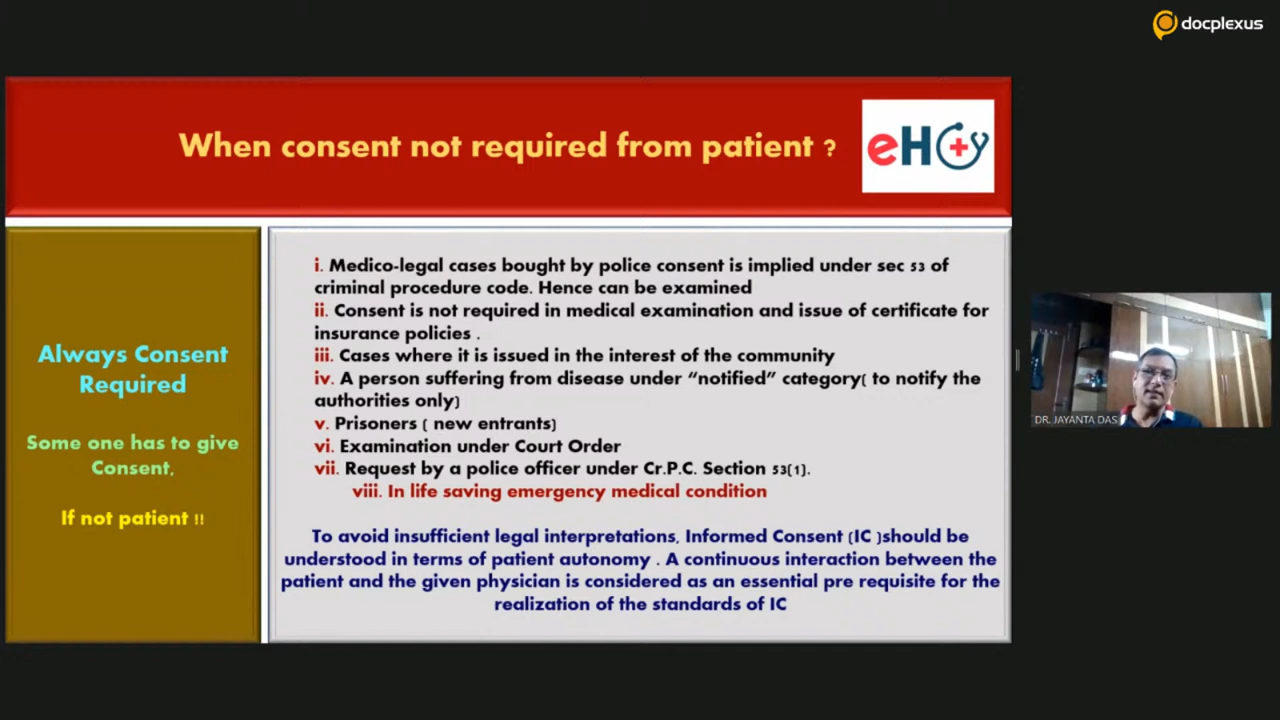 docplexus
When consent not required from patient ?
eHCy
Always Consent
Required
Some one has to give
Consent,
If not patient !!
i. Medico-legal cases bought by police consent is implied under sec 53 of
criminal procedure code. Hence can be examined
ii. Consent is not required in medical examination and issue of certificate for
insurance policies .
iii. Cases where it is issued in the interest of the community
iv. A person suffering from disease under “notified” category( to notify the
authorities only)
v. Prisoners ( new entrants)
vi. Examination under Court Order
vii. Request by a police officer under Cr.P.C. Section 53(1).
viii. In life saving emergency medical condition
To avoid insufficient legal interpretations, Informed Consent (IC )should be
understood in terms of patient autonomy . A continuous interaction between the
patient and the given physician is considered as an essential pre requisite for the
realization of the standards of IC
DR. JAYANTA DAS